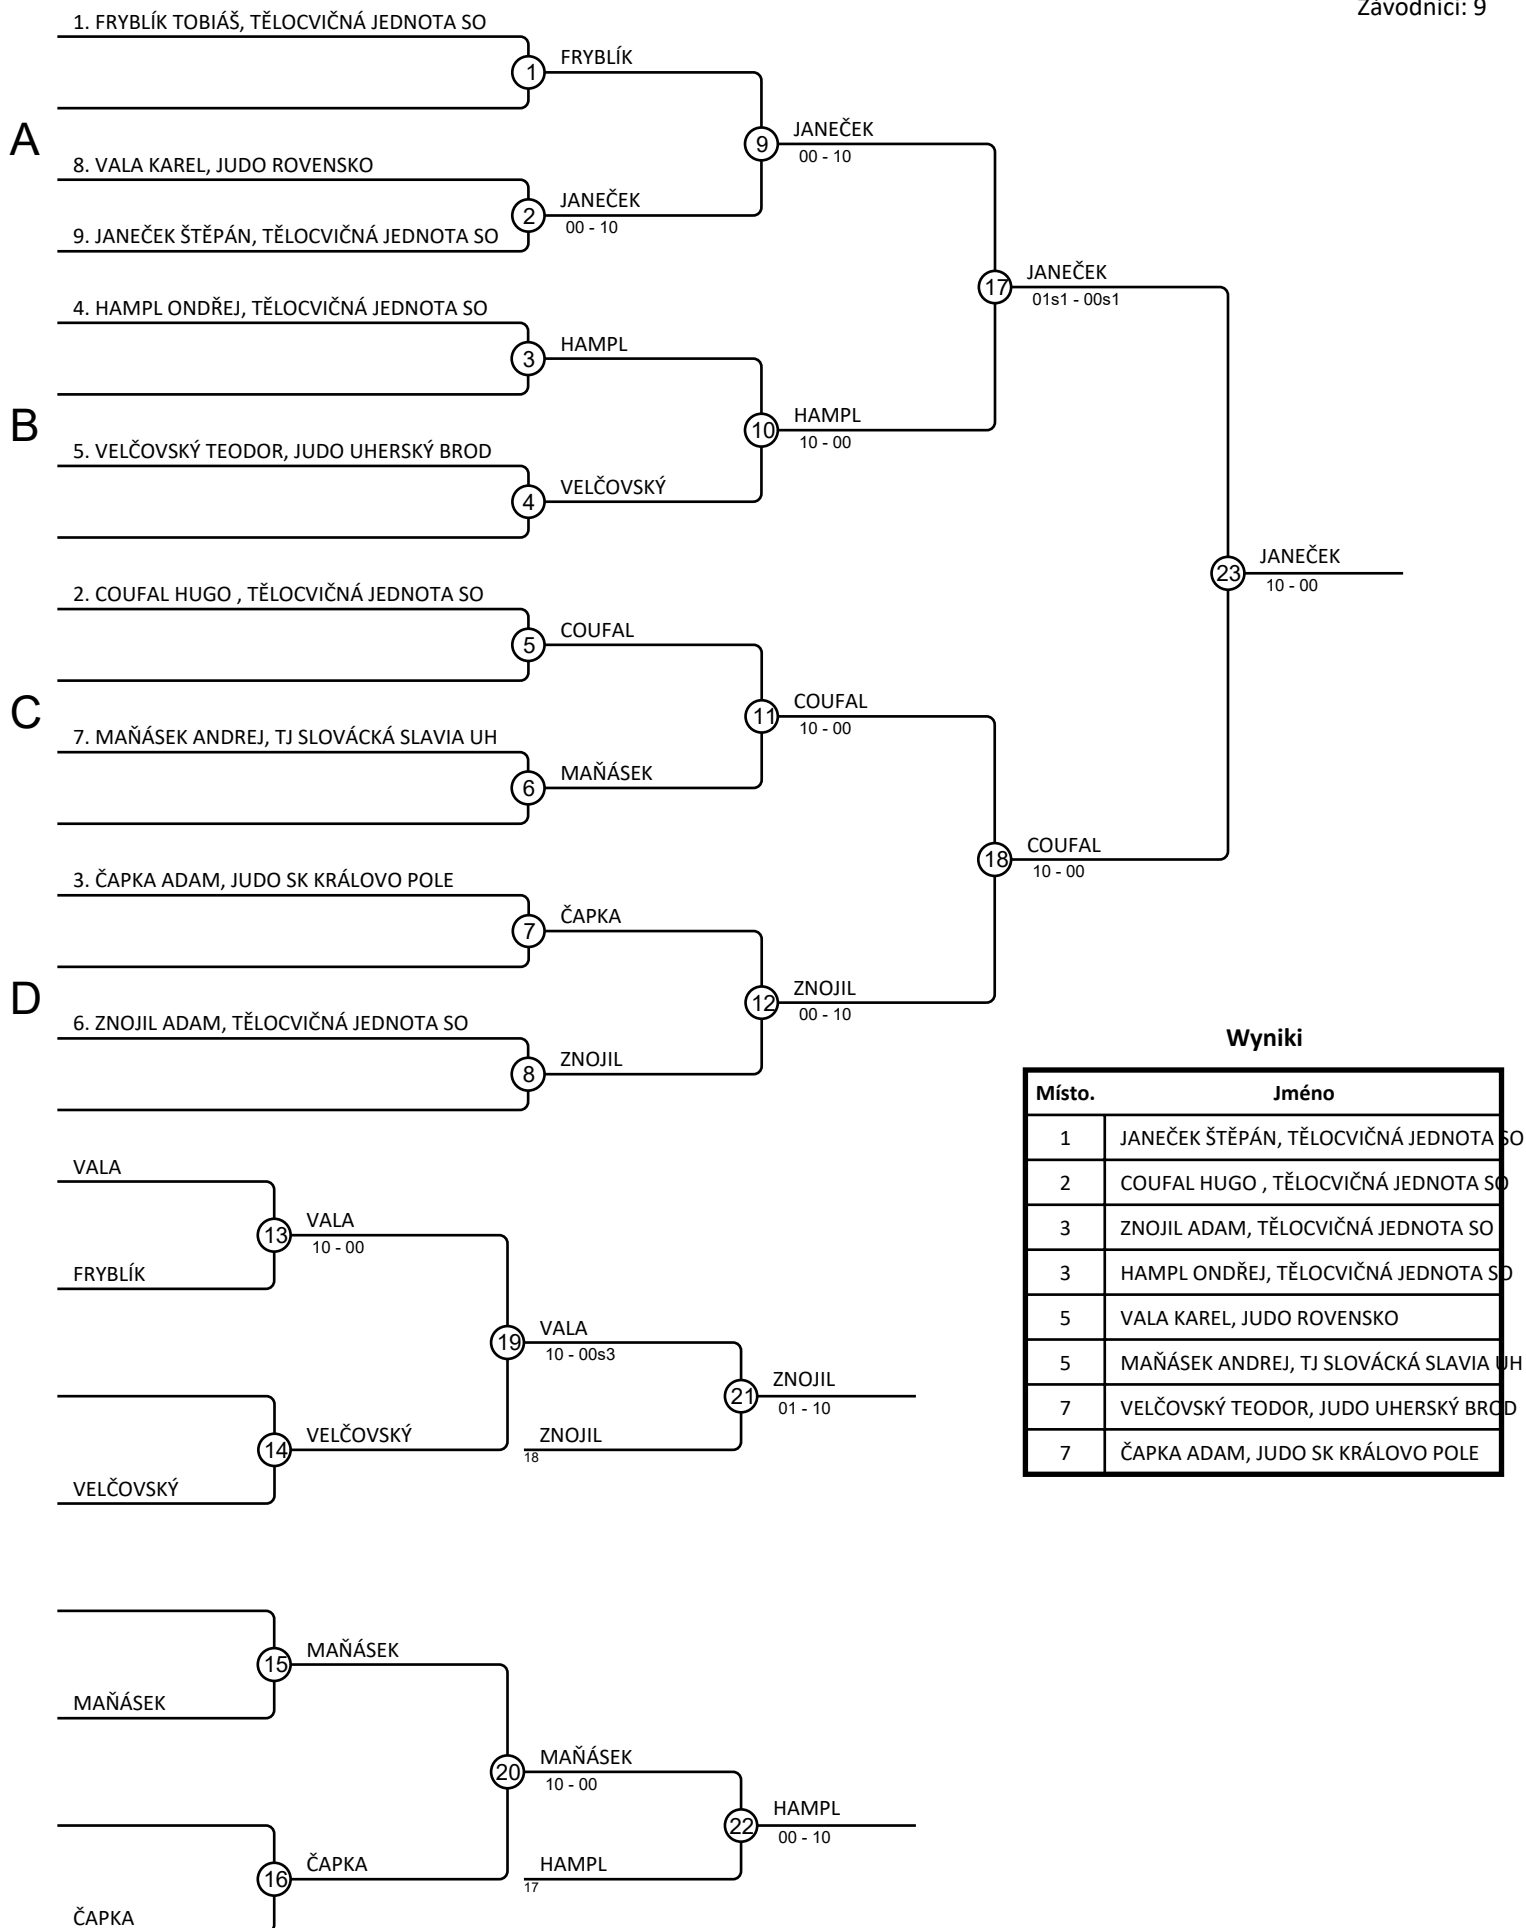 Závodníci: 9
1. FRYBLÍK TOBIÁŠ, TĚLOCVIČNÁ JEDNOTA SO
1
FRYBLÍK
A
9
JANEČEK
00 - 10
8. VALA KAREL, JUDO ROVENSKO
2
JANEČEK
00 - 10
9. JANEČEK ŠTĚPÁN, TĚLOCVIČNÁ JEDNOTA SO
17
JANEČEK
01s1 - 00s1
4. HAMPL ONDŘEJ, TĚLOCVIČNÁ JEDNOTA SO
3
HAMPL
B
10
HAMPL
10 - 00
5. VELČOVSKÝ TEODOR, JUDO UHERSKÝ BROD
4
VELČOVSKÝ
23
JANEČEK
10 - 00
2. COUFAL HUGO , TĚLOCVIČNÁ JEDNOTA SO
5
COUFAL
C
11
COUFAL
10 - 00
7. MAŇÁSEK ANDREJ, TJ SLOVÁCKÁ SLAVIA UH
6
MAŇÁSEK
18
COUFAL
10 - 00
3. ČAPKA ADAM, JUDO SK KRÁLOVO POLE
7
ČAPKA
D
12
ZNOJIL
00 - 10
6. ZNOJIL ADAM, TĚLOCVIČNÁ JEDNOTA SO
8
ZNOJIL
Wyniki
Místo. Jméno
1 JANEČEK ŠTĚPÁN, TĚLOCVIČNÁ JEDNOTA SO
2 COUFAL HUGO , TĚLOCVIČNÁ JEDNOTA SO
3 ZNOJIL ADAM, TĚLOCVIČNÁ JEDNOTA SO
3 HAMPL ONDŘEJ, TĚLOCVIČNÁ JEDNOTA SO
5 VALA KAREL, JUDO ROVENSKO
5 MAŇÁSEK ANDREJ, TJ SLOVÁCKÁ SLAVIA UH
7 VELČOVSKÝ TEODOR, JUDO UHERSKÝ BROD
7 ČAPKA ADAM, JUDO SK KRÁLOVO POLE
VALA
13
VALA
10 - 00
FRYBLÍK
19
VALA
10 - 00s3
21
ZNOJIL
01 - 10
14
VELČOVSKÝ
ZNOJIL
18
VELČOVSKÝ
15
MAŇÁSEK
MAŇÁSEK
20
MAŇÁSEK
10 - 00
22
HAMPL
00 - 10
16
ČAPKA
HAMPL
17
ČAPKA